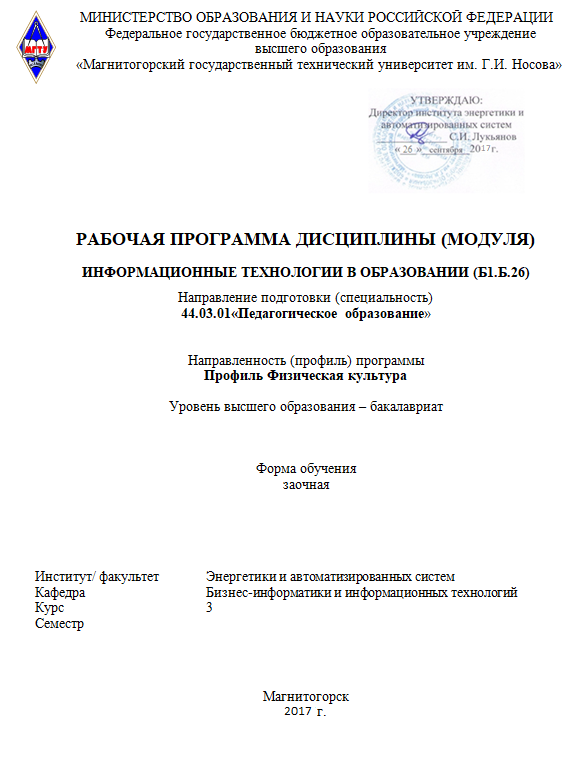 МИНИСТЕРСТВО ОБРАЗОВАНИЯ И НАУКИ РОССИЙСКОЙ ФЕДЕРАЦИИ
Федеральное государственное бюджетное образовательное учреждение
высшего образования
«Магнитогорский государственный технический университет им. Г.И. Носова»
МГТУ
УТВЕРЖДАЮ:
Директор института энергетики и
автоматизированных систем
С.И. Лукьянов
« 26 » сентября 2017 г.
РАБОЧАЯ ПРОГРАММА ДИСЦИПЛИНЫ (МОДУЛЯ)
ИНФОРМАЦИОННЫЕ ТЕХНОЛОГИИ В ОБРАЗОВАНИИ (Б1.Б.26)
Направление подготовки (специальность)
44.03.01«Педагогическое образование»
Направленность (профиль) программы
Профиль Физическая культура
Уровень высшего образования – бакалавриат
Форма обучения
заочная
Институт/ факультет Энергетики и автоматизированных систем
Кафедра Бизнес-информатики и информационных технологий
Курс 3
Семестр
Магнитогорск
2017 г.